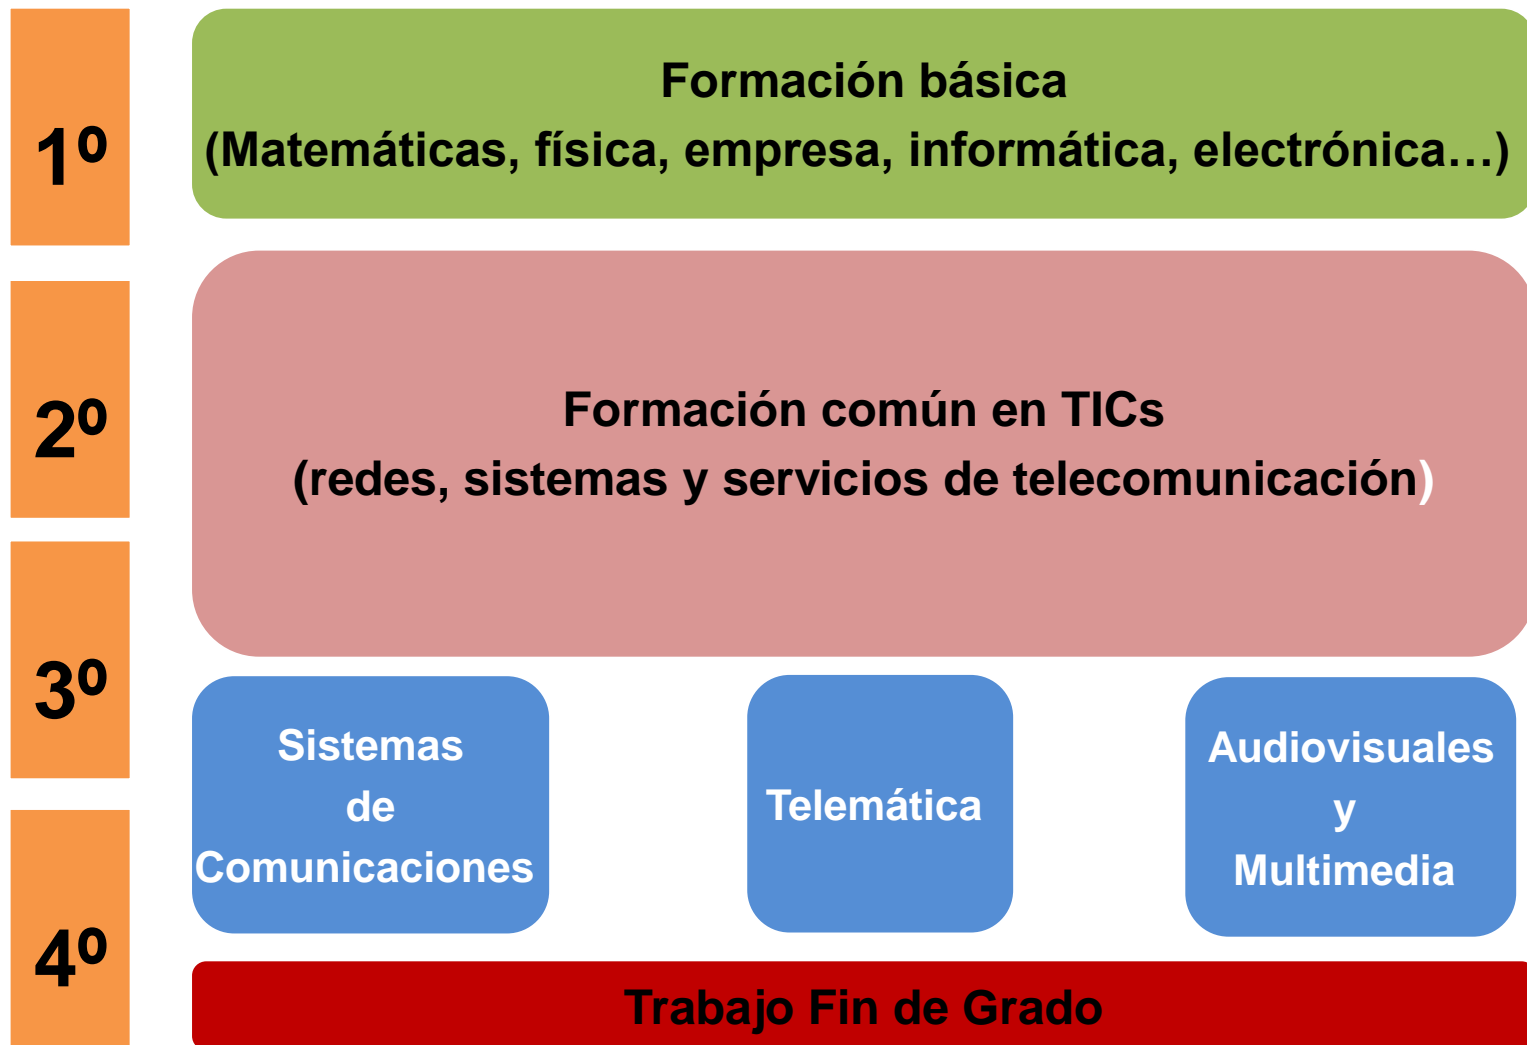 1º
Formación básica
(Matemáticas, física, empresa, informática, electrónica…)
2º
Formación común en TICs
(redes, sistemas y servicios de telecomunicación)
3º
Sistemas
de
Comunicaciones
Telemática
Audiovisuales
y
Multimedia
4º
Trabajo Fin de Grado